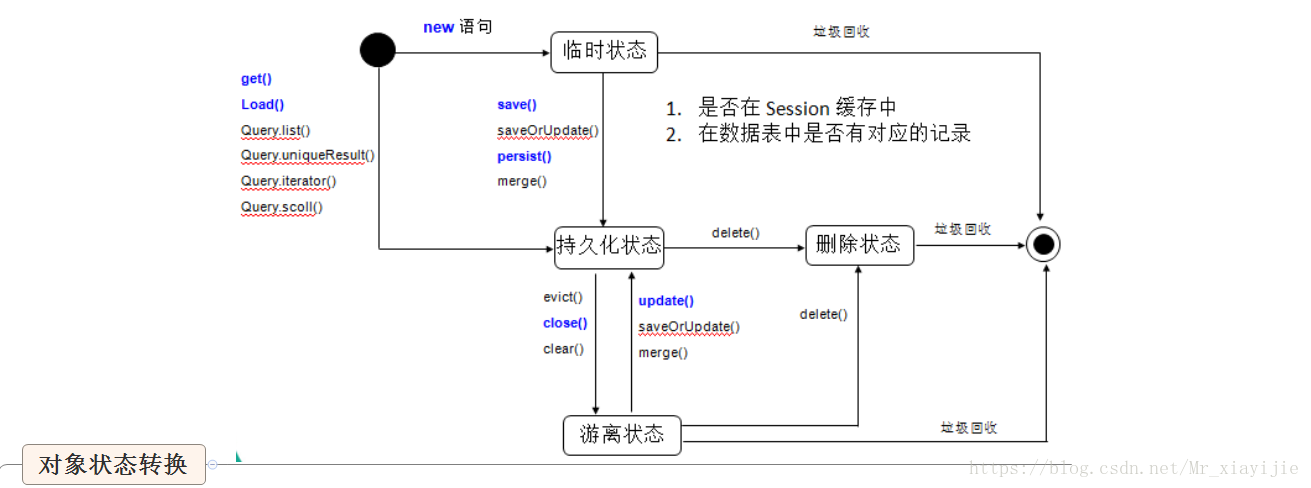 new 语句
临时状态
垃圾回收
get()
Load()
Query.list()
Query.uniqueResult()
Query.iterator()
Query.scoll()
save()
saveOrUpdate()
persist()
merge()
1. 是否在 Session 缓存中
2. 在数据表中是否有对应的记录
持久化状态
delete()
删除状态
垃圾回收
evict()
close()
clear()
update()
saveOrUpdate()
merge()
delete()
游离状态
垃圾回收
对象状态转换
https://blog.csdn.net/Mr_xiayijie